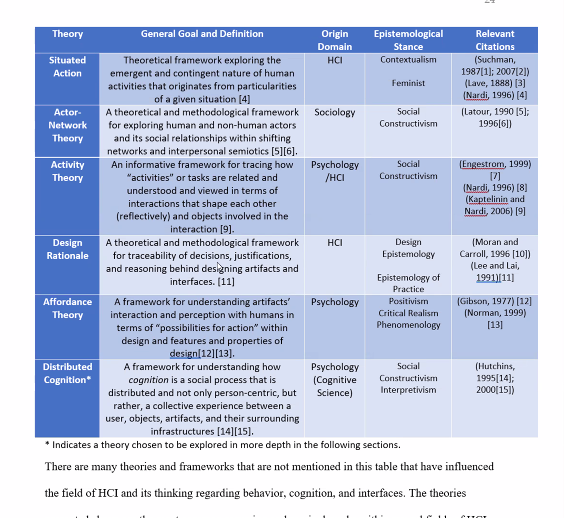 24
Theory General Goal and Definition Origin Domain Epistemological Stance Relevant Citations
Situated Action
Theoretical framework exploring the
emergent and contingent nature of human
activities that originates from particularities
of a given situation [4]
HCI
Contextualism
Feminist
(Suchman,
1987[1]; 2007[2])
(Lave, 1888) [3]
(Nardi, 1996) [4]
Actor-
Network
Theory
A theoretical and methodological framework
for exploring human and non-human actors
and its social relationships within shifting
networks and interpersonal semiotics [5][6].
Sociology
Social
Constructivism
(Latour, 1990 [5];
1996[6])
Activity
Theory
An informative framework for tracing how
“activities” or tasks are related and
understood and viewed in terms of
interactions that shape each other
(reflectively) and objects involved in the
interaction [9].
Psychology
/HCI
Social
Constructivism
(Engestrom, 1999)
[7]
(Nardi, 1996) [8]
(Kaptelinin and
Nardi, 2006) [9]
Design
Rationale
A theoretical and methodological framework
for traceability of decisions, justifications,
and reasoning behind designing artifacts and
interfaces. [11]
HCI
Design
Epistemology
Epistemology of
Practice
(Moran and
Carroll, 1996 [10])
(Lee and Lai,
1991)[11]
Affordance
Theory
A framework for understanding artifacts’
interaction and perception with humans in
terms of “possibilities for action” within
design and features and properties of
design[12][13].
Psychology
Positivism
Critical Realism
Phenomenology
(Gibson, 1977) [12]
(Norman, 1999)
[13]
Distributed
Cognition*
A framework for understanding how
cognition is a social process that is
distributed and not only person-centric, but
rather, a collective experience between a
user, objects, artifacts, and their surrounding
infrastructures [14][15].
Psychology
(Cognitive
Science)
Social
Constructivism
Interpretivism
(Hutchins,
1995[14];
2000[15])
* Indicates a theory chosen to be explored in more depth in the following sections.
There are many theories and frameworks that are not mentioned in this table that have influenced
the field of HCI and its thinking regarding behavior, cognition, and interfaces. The theories